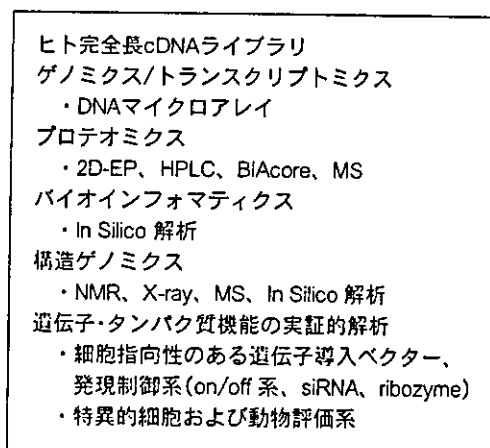 ヒト完全長cDNAライブラリ
ゲノミクス/トランスクリプトミクス
・DNAマイクロアレイ
プロテオミクス
・2D-EP、HPLC、BIAcore、MS
バイオインフォマティクス
・In Silico 解析
構造ゲノミクス
・NMR、X-ray、MS、In Silico 解析
遺伝子・タンパク質機能の実証的解析
・細胞指向性のある遺伝子導入ベクター、
発現制御系(on/off 系、siRNA、ribozyme)
・特異的細胞および動物評価系